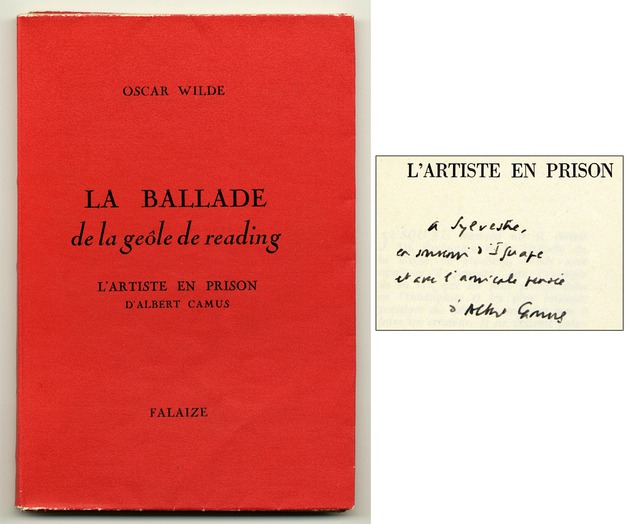 OSCAR WILDE
LA BALLADE
de la geôle de reading
L'ARTISTE EN PRISON
D'ALBERT CAMUS
FALAIZE
L'ARTISTE EN PRISON
a Sylvestre,
en souvenir d'
et avec l'amicale pensée
d'Albert Camus